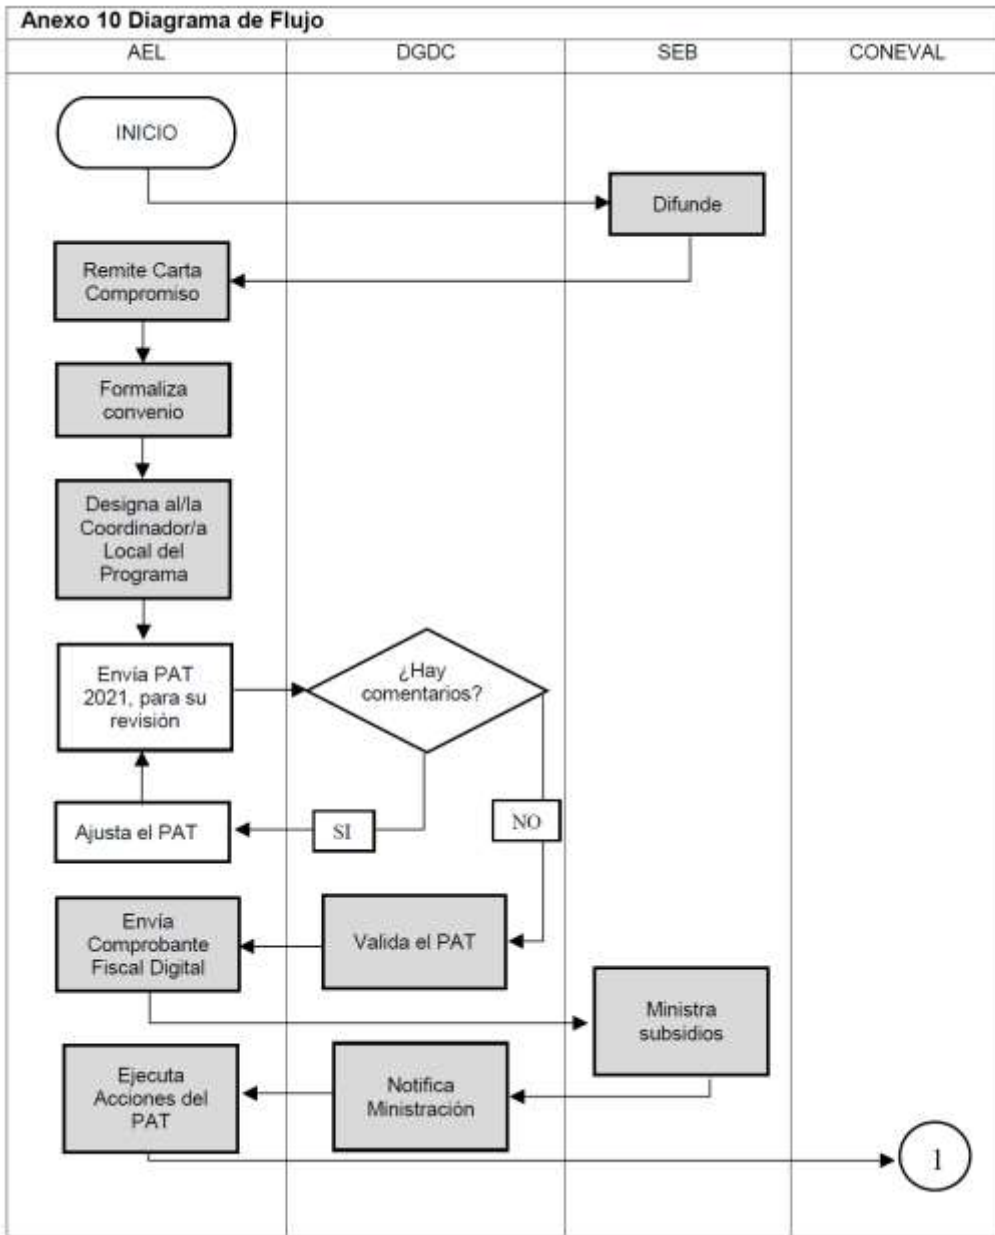 Anexo 10 Diagrama de Flujo
AEL
DGDC
SEB
CONEVAL
INICIO
Difunde
Remite Carta
Compromiso
Formaliza
convenio
Designa al/la
Coordinador/a
Local del
Programa
Envía PAT
2021, para su
revisión
¿Hay
comentarios?
Ajusta el PAT
SI
NO
Envía
Comprobante
Fiscal Digital
Valida el PAT
Ministra
subsidios
Ejecuta
Acciones del
PAT
Notifica
Ministración
1